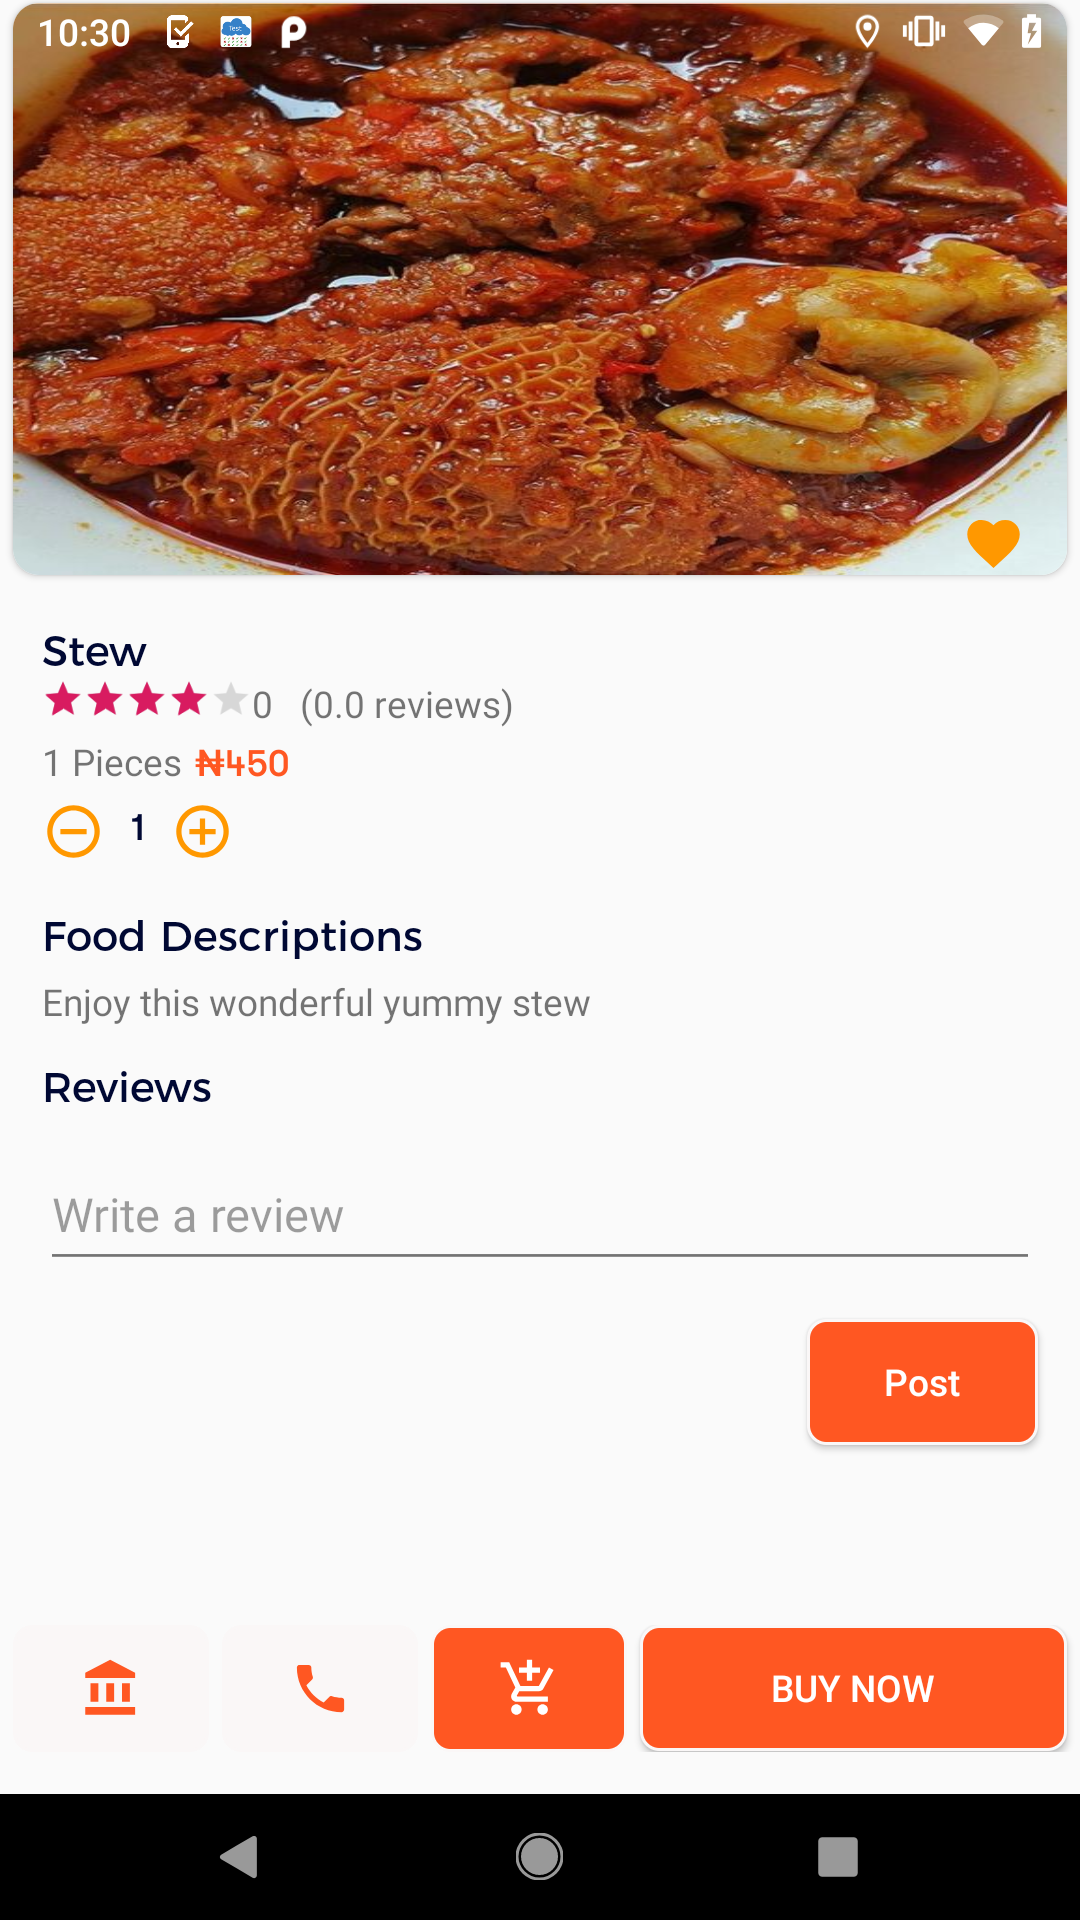 10:30
Test
Stew
0 (0.0 reviews)
1 Pieces ₦450
1
Food Descriptions
Enjoy this wonderful yummy stew
Reviews
Write a review
Post
BUY NOW